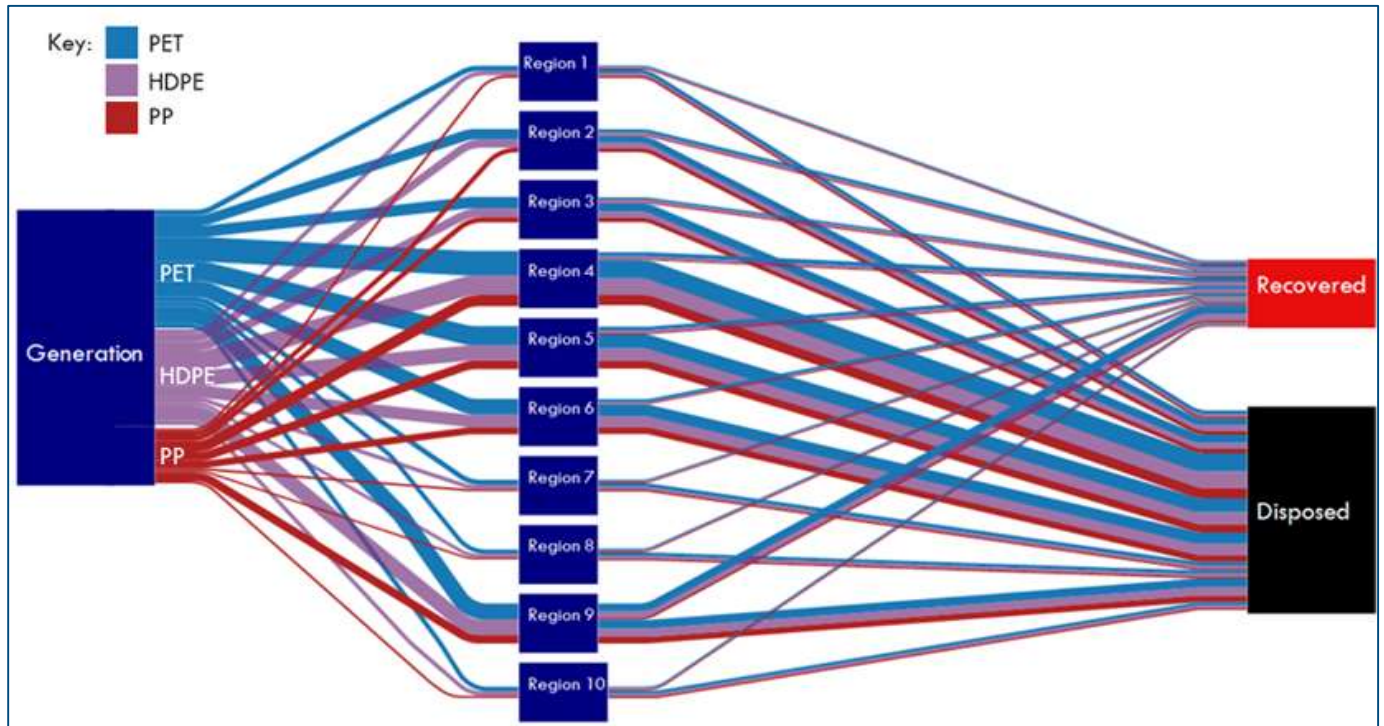 Key:
PET
HDPE
PP
Generation
PET
HDPE
PP
Region 1
Region 2
Region 3
Region 4
Region 5
Region 6
Region 7
Region 8
Region 9
Region 10
Recovered
Disposed